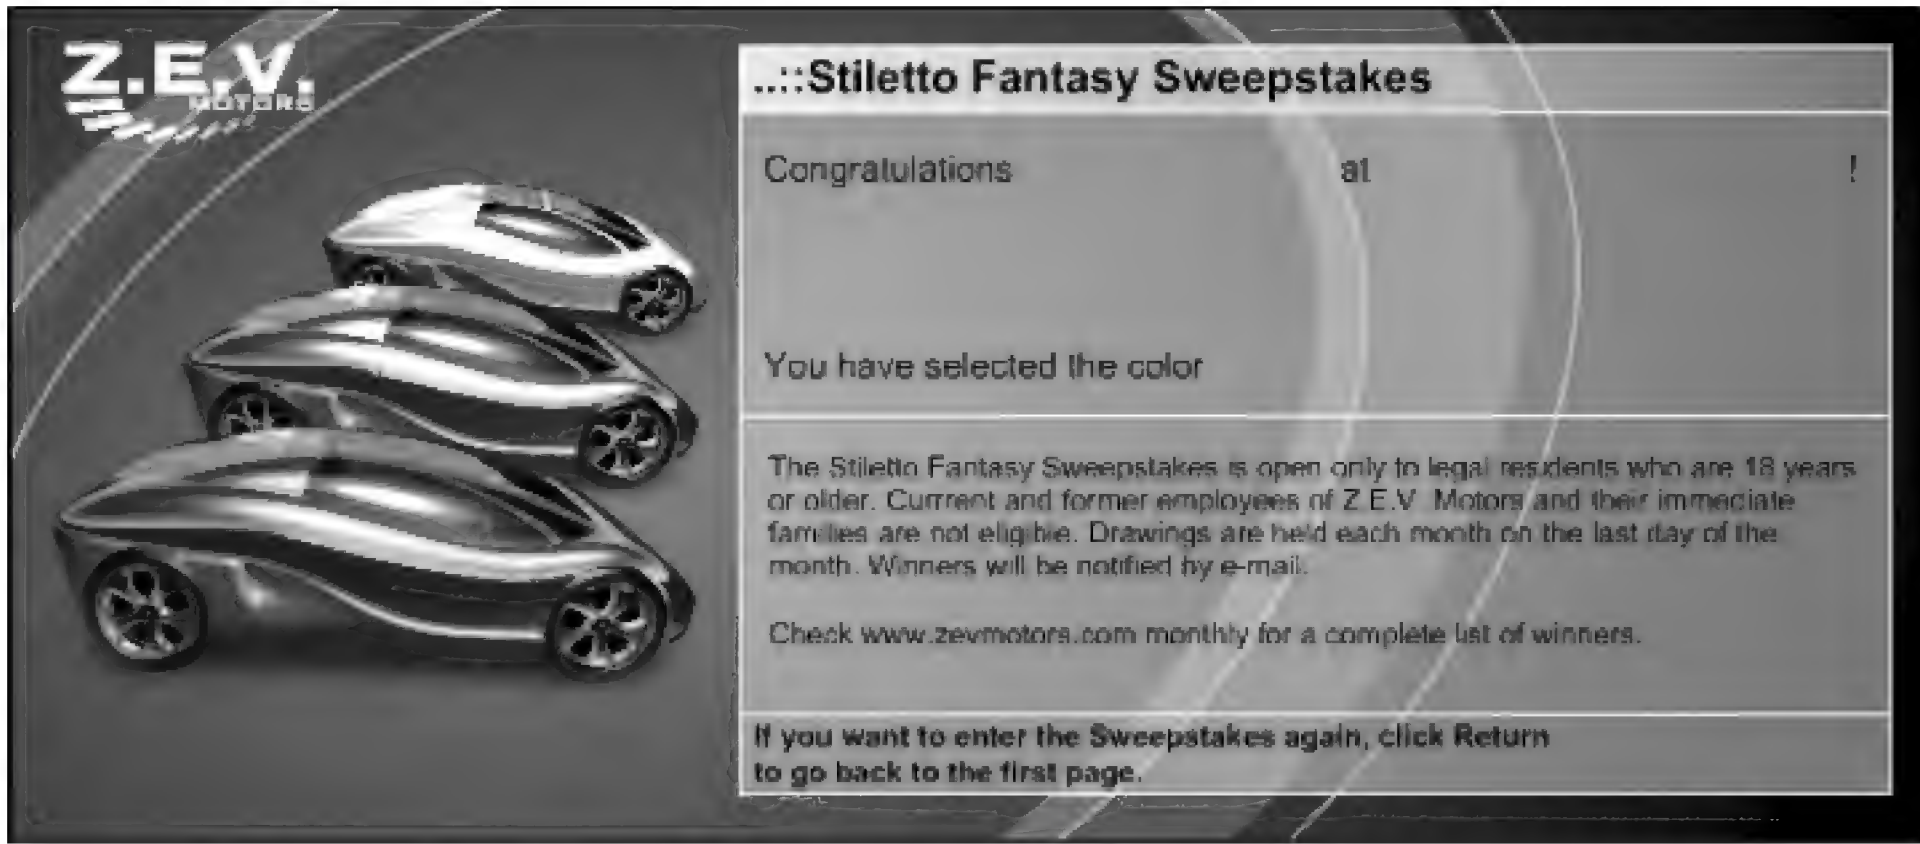 Z.E.V.
MOTORS
..::Stiletto Fantasy Sweepstakes
Congratulations at !
You have selected the color
The Stiletto Fantasy Sweepstakes is open only to legal residents who are 18 years
or older. Currrent and former employees of Z.E.V. Motors and their immediate
families are not eligible. Drawings are held each month on the last day of the
month. Winners will be notified by e-mail.
Check www.zevmotors.com monthly for a complete list of winners.
If you want to enter the Sweepstakes again, click Return
to go back to the first page.